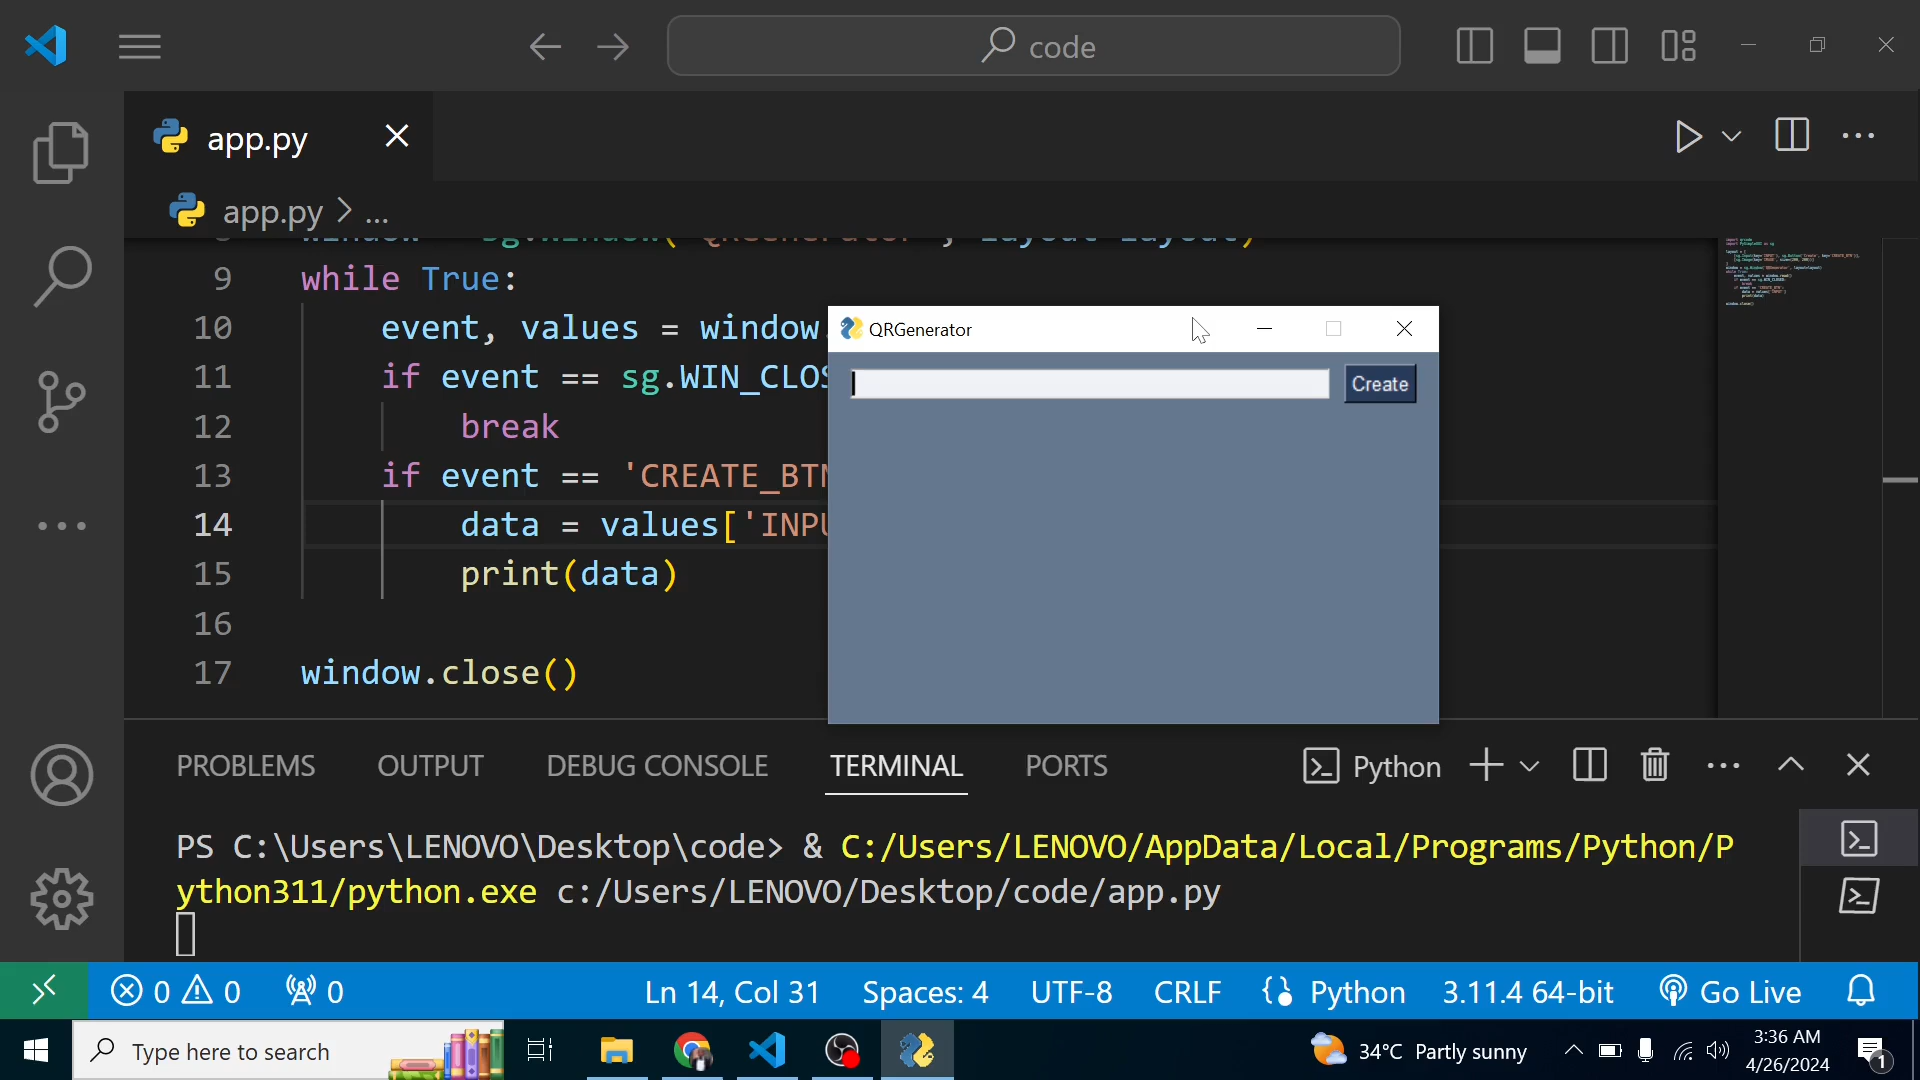 code
app.py
app.py > ...
9 while True:
10 event, values = window.
11 if event == sg.WIN_CLOS
12 break
13 if event == 'CREATE_BTN
14 data = values['INPU
15 print(data)
16
17 window.close()
QRGenerator
Create
PROBLEMS OUTPUT DEBUG CONSOLE TERMINAL PORTS
Python
PS C:\Users\LENOVO\Desktop\code> & C:/Users/LENOVO/AppData/Local/Programs/Python/P
ython311/python.exe c:/Users/LENOVO/Desktop/code/app.py
0 0 0 Ln 14, Col 31 Spaces: 4 UTF-8 CRLF Python 3.11.4 64-bit Go Live
Type here to search
34°C Partly sunny
3:36 AM
4/26/2024
1